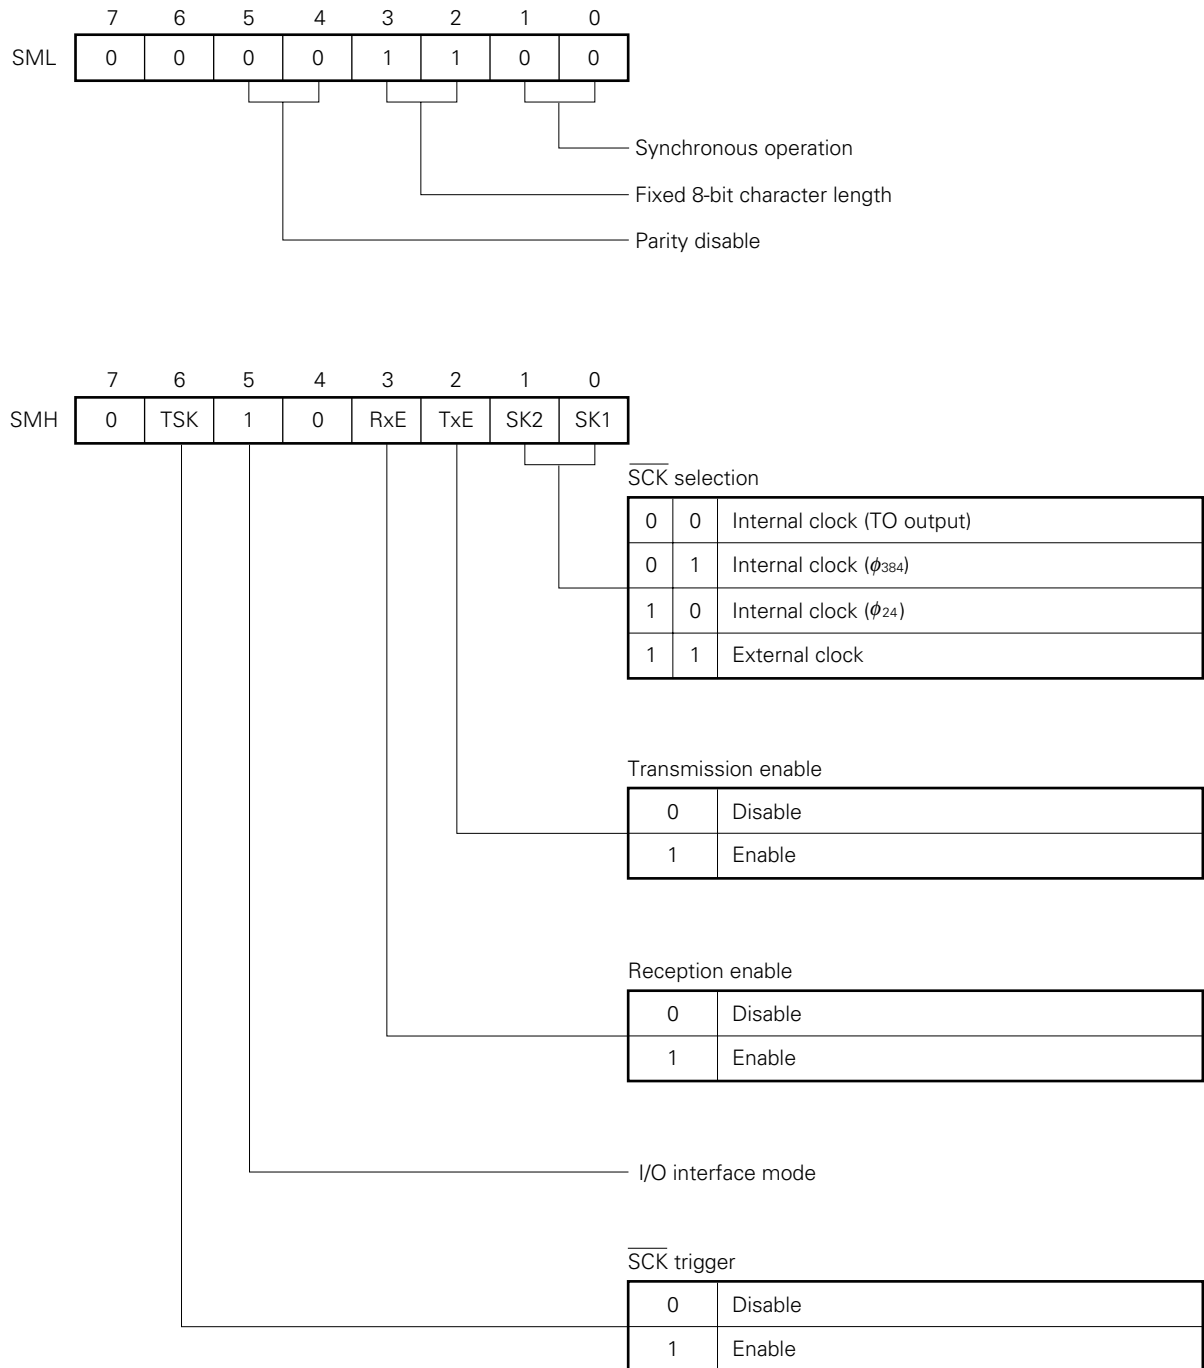 7 6 5 4 3 2 1 0
SML 0 0 0 0 1 1 0 0
Synchronous operation
Fixed 8-bit character length
Parity disable
7 6 5 4 3 2 1 0
SMH 0 TSK 1 0 RxE TxE SK2 SK1
S̅C̅K̅ selection
0 0 Internal clock (TO output)
0 1 Internal clock (ϕ384)
1 0 Internal clock (ϕ24)
1 1 External clock
Transmission enable
0 Disable
1 Enable
Reception enable
0 Disable
1 Enable
I/O interface mode
S̅C̅K̅ trigger
0 Disable
1 Enable